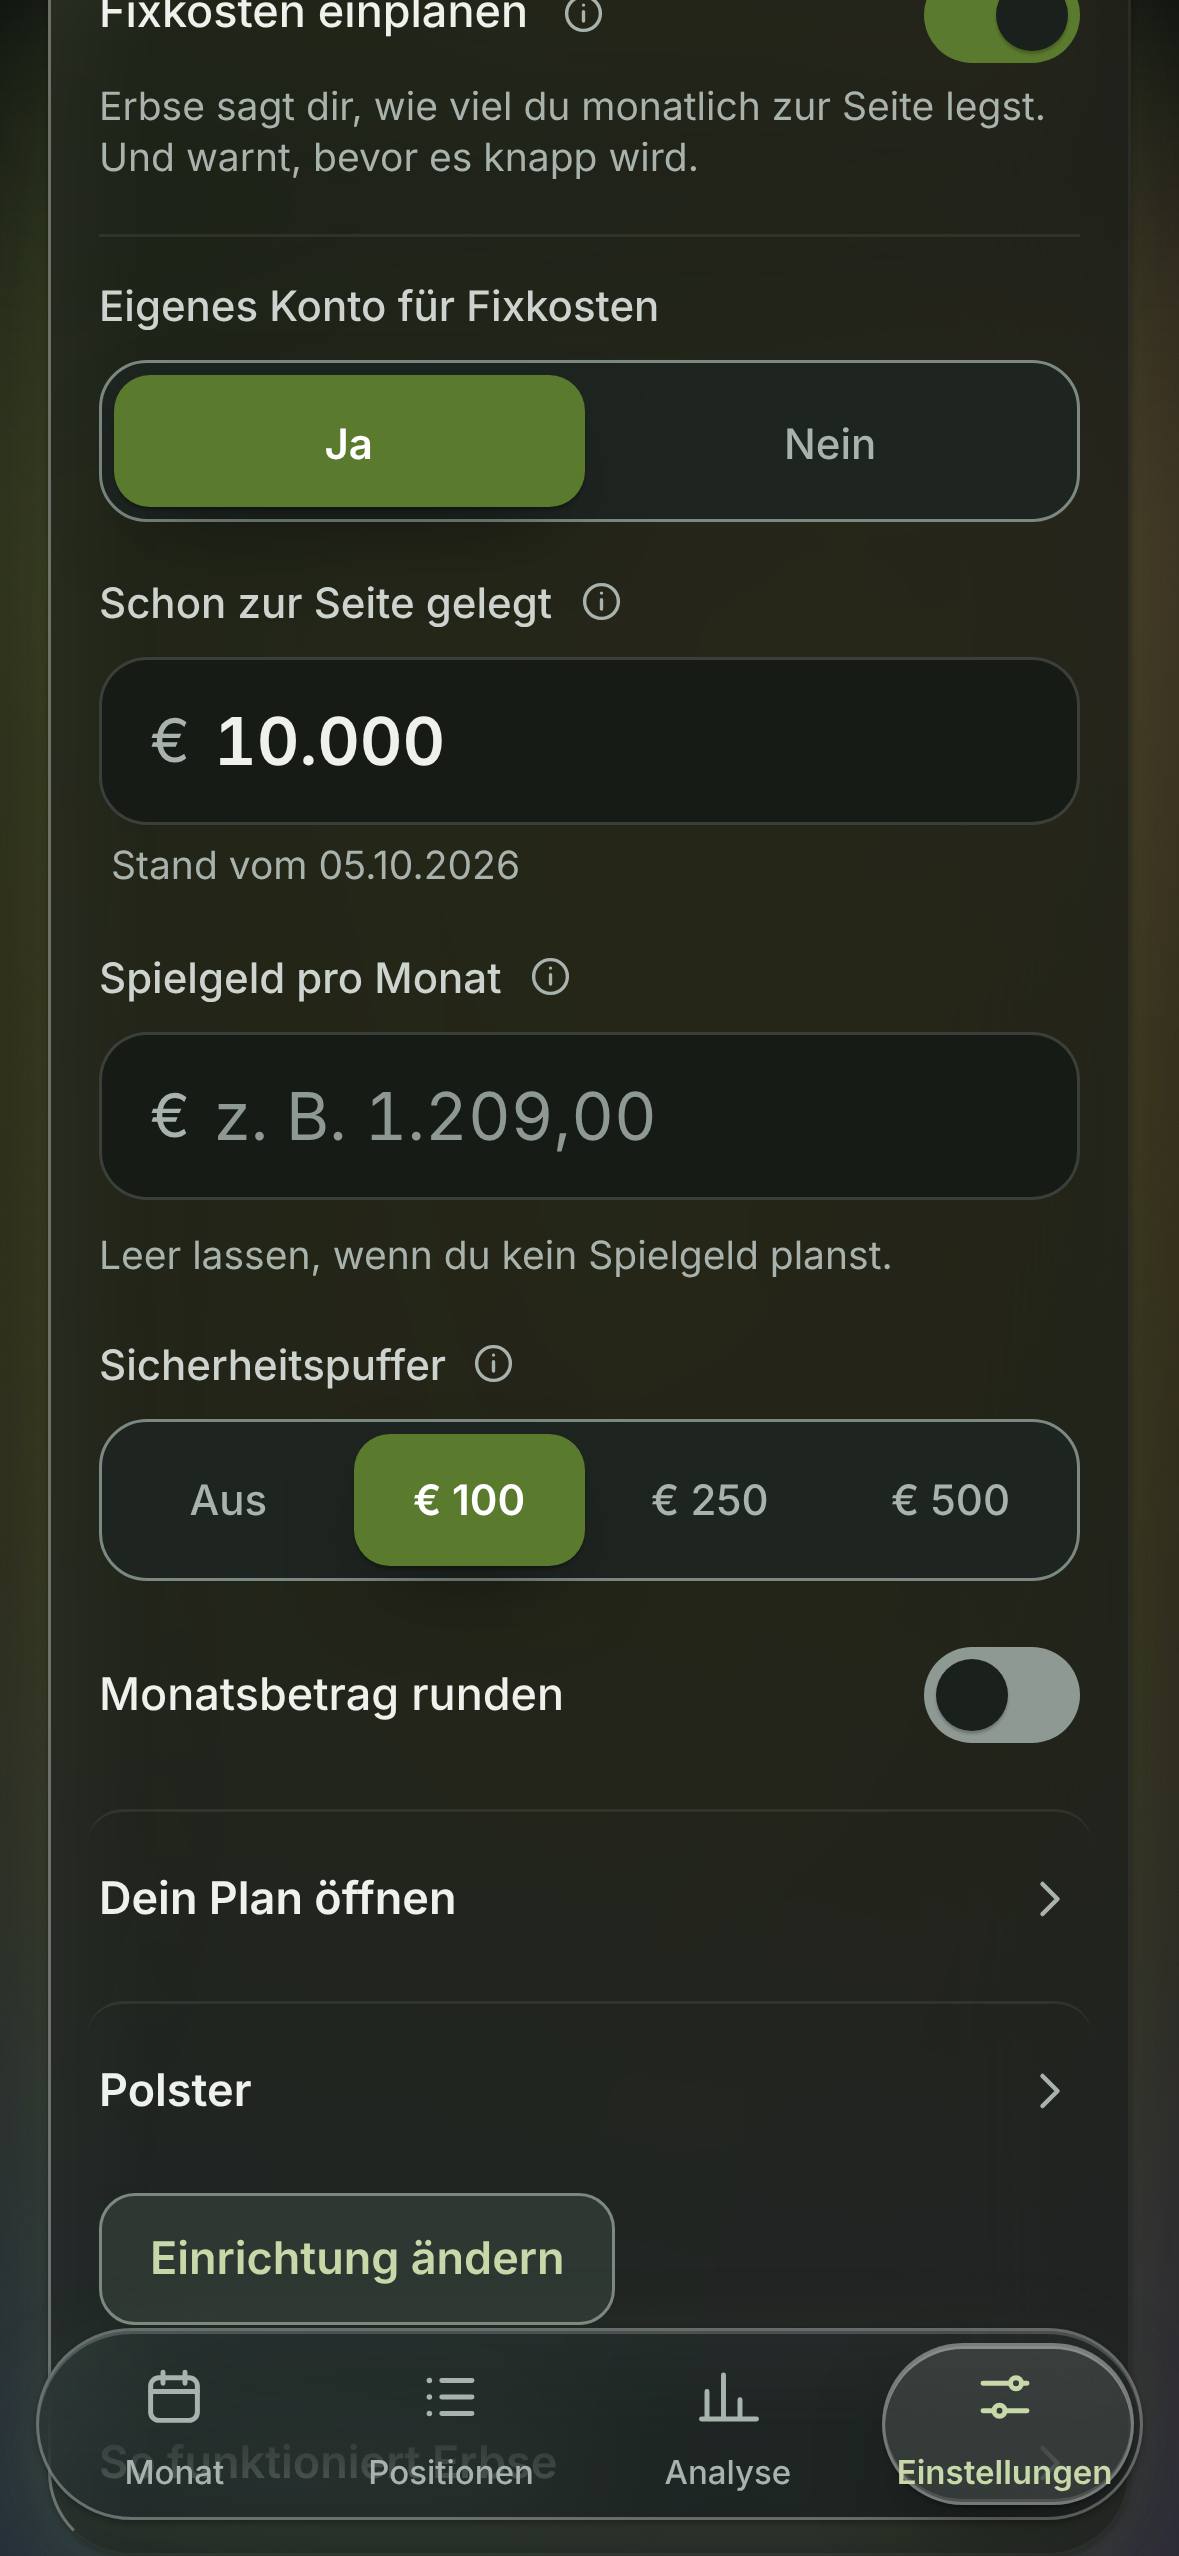 Fixkosten einplanen
Erbse sagt dir, wie viel du monatlich zur Seite legst.
Und warnt, bevor es knapp wird.
Eigenes Konto für Fixkosten
Ja
Nein
Schon zur Seite gelegt
€ 10.000
Stand vom 05.10.2026
Spielgeld pro Monat
€ z. B. 1.209,00
Leer lassen, wenn du kein Spielgeld planst.
Sicherheitspuffer
Aus
€ 100
€ 250
€ 500
Monatsbetrag runden
Dein Plan öffnen
Polster
Einrichtung ändern
So funktioniert Erbse
Monat
Positionen
Analyse
Einstellungen